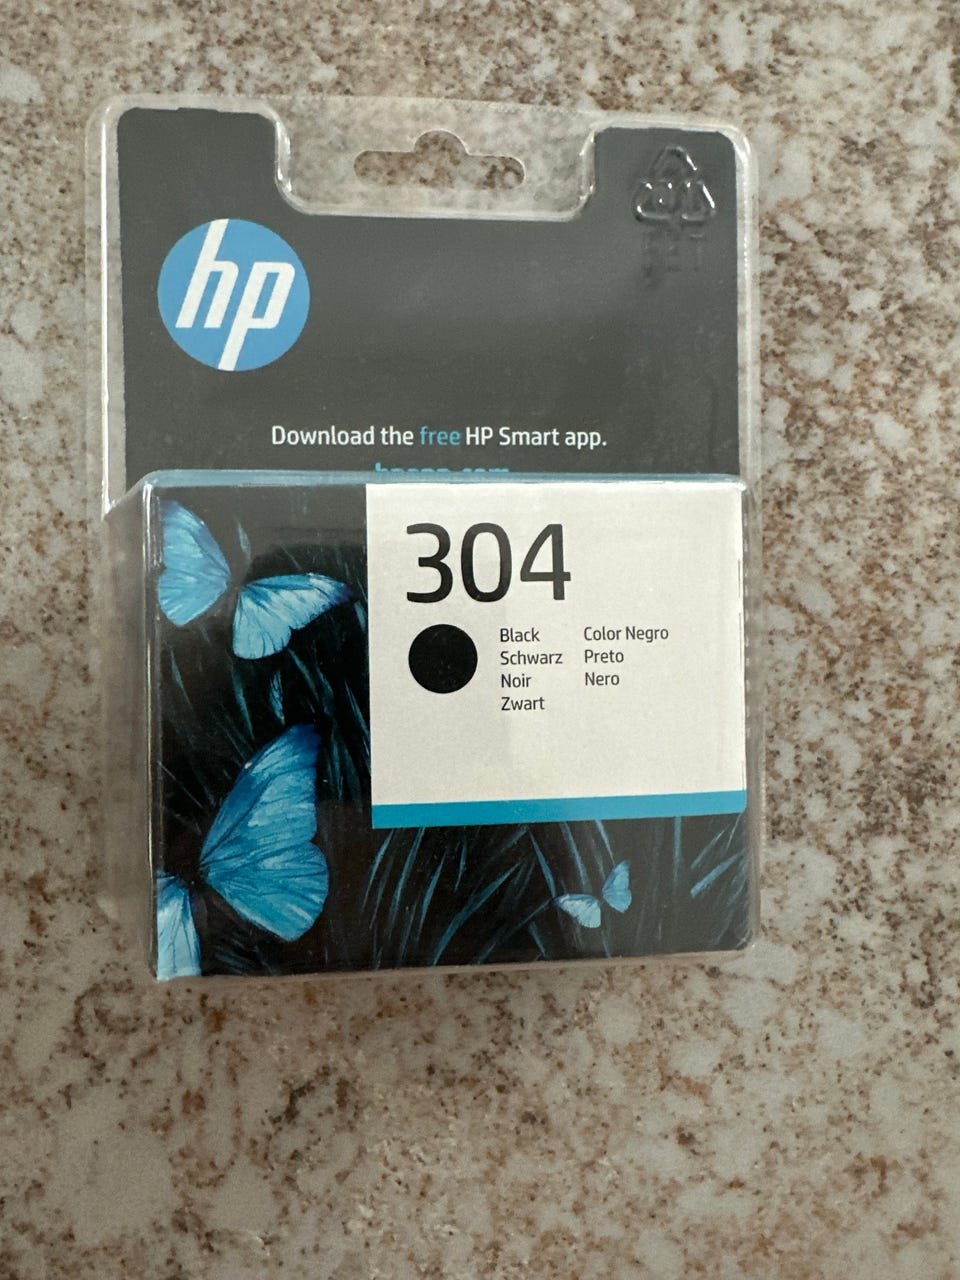 hp
Download the free HP Smart app.
304
Black
Schwarz
Noir
Zwart
Color Negro
Preto
Nero